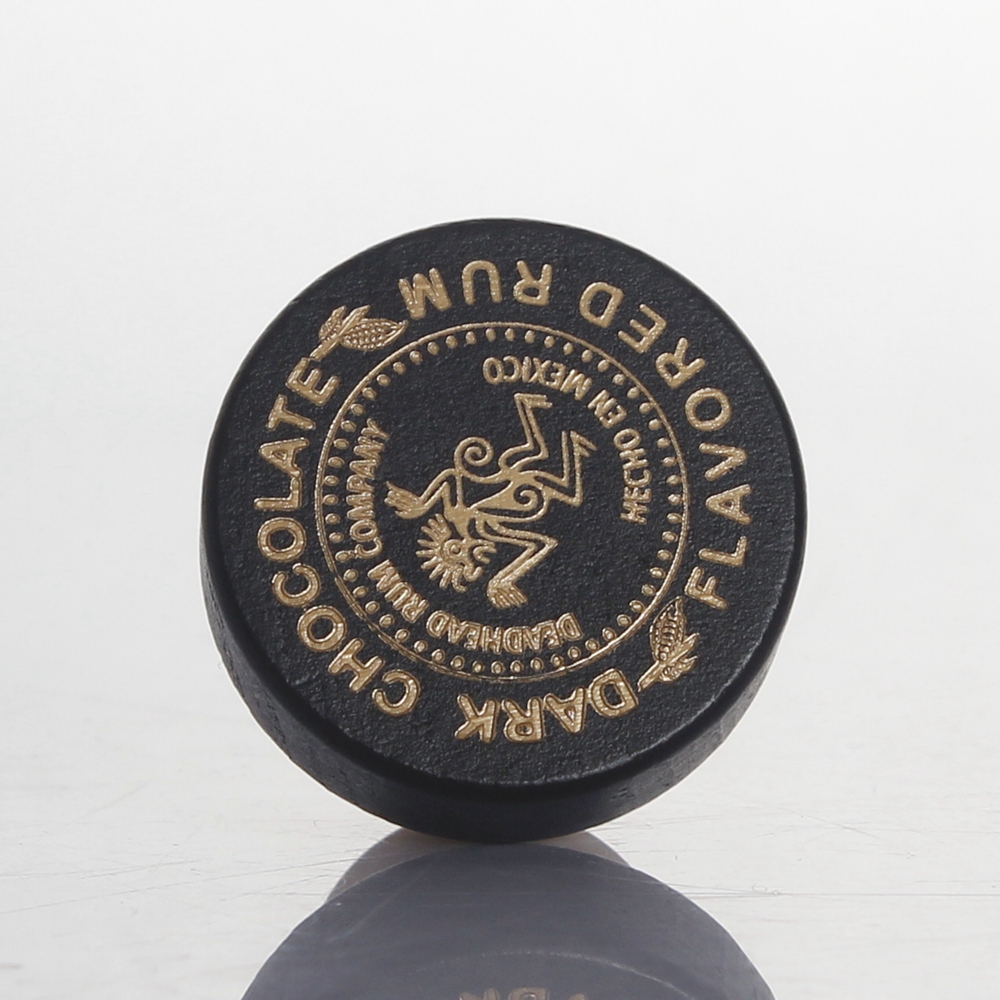 DARK CHOCOLATE
FLAVORED RUM
DEADHEAD RUM COMPANY
HECHO EN MEXICO